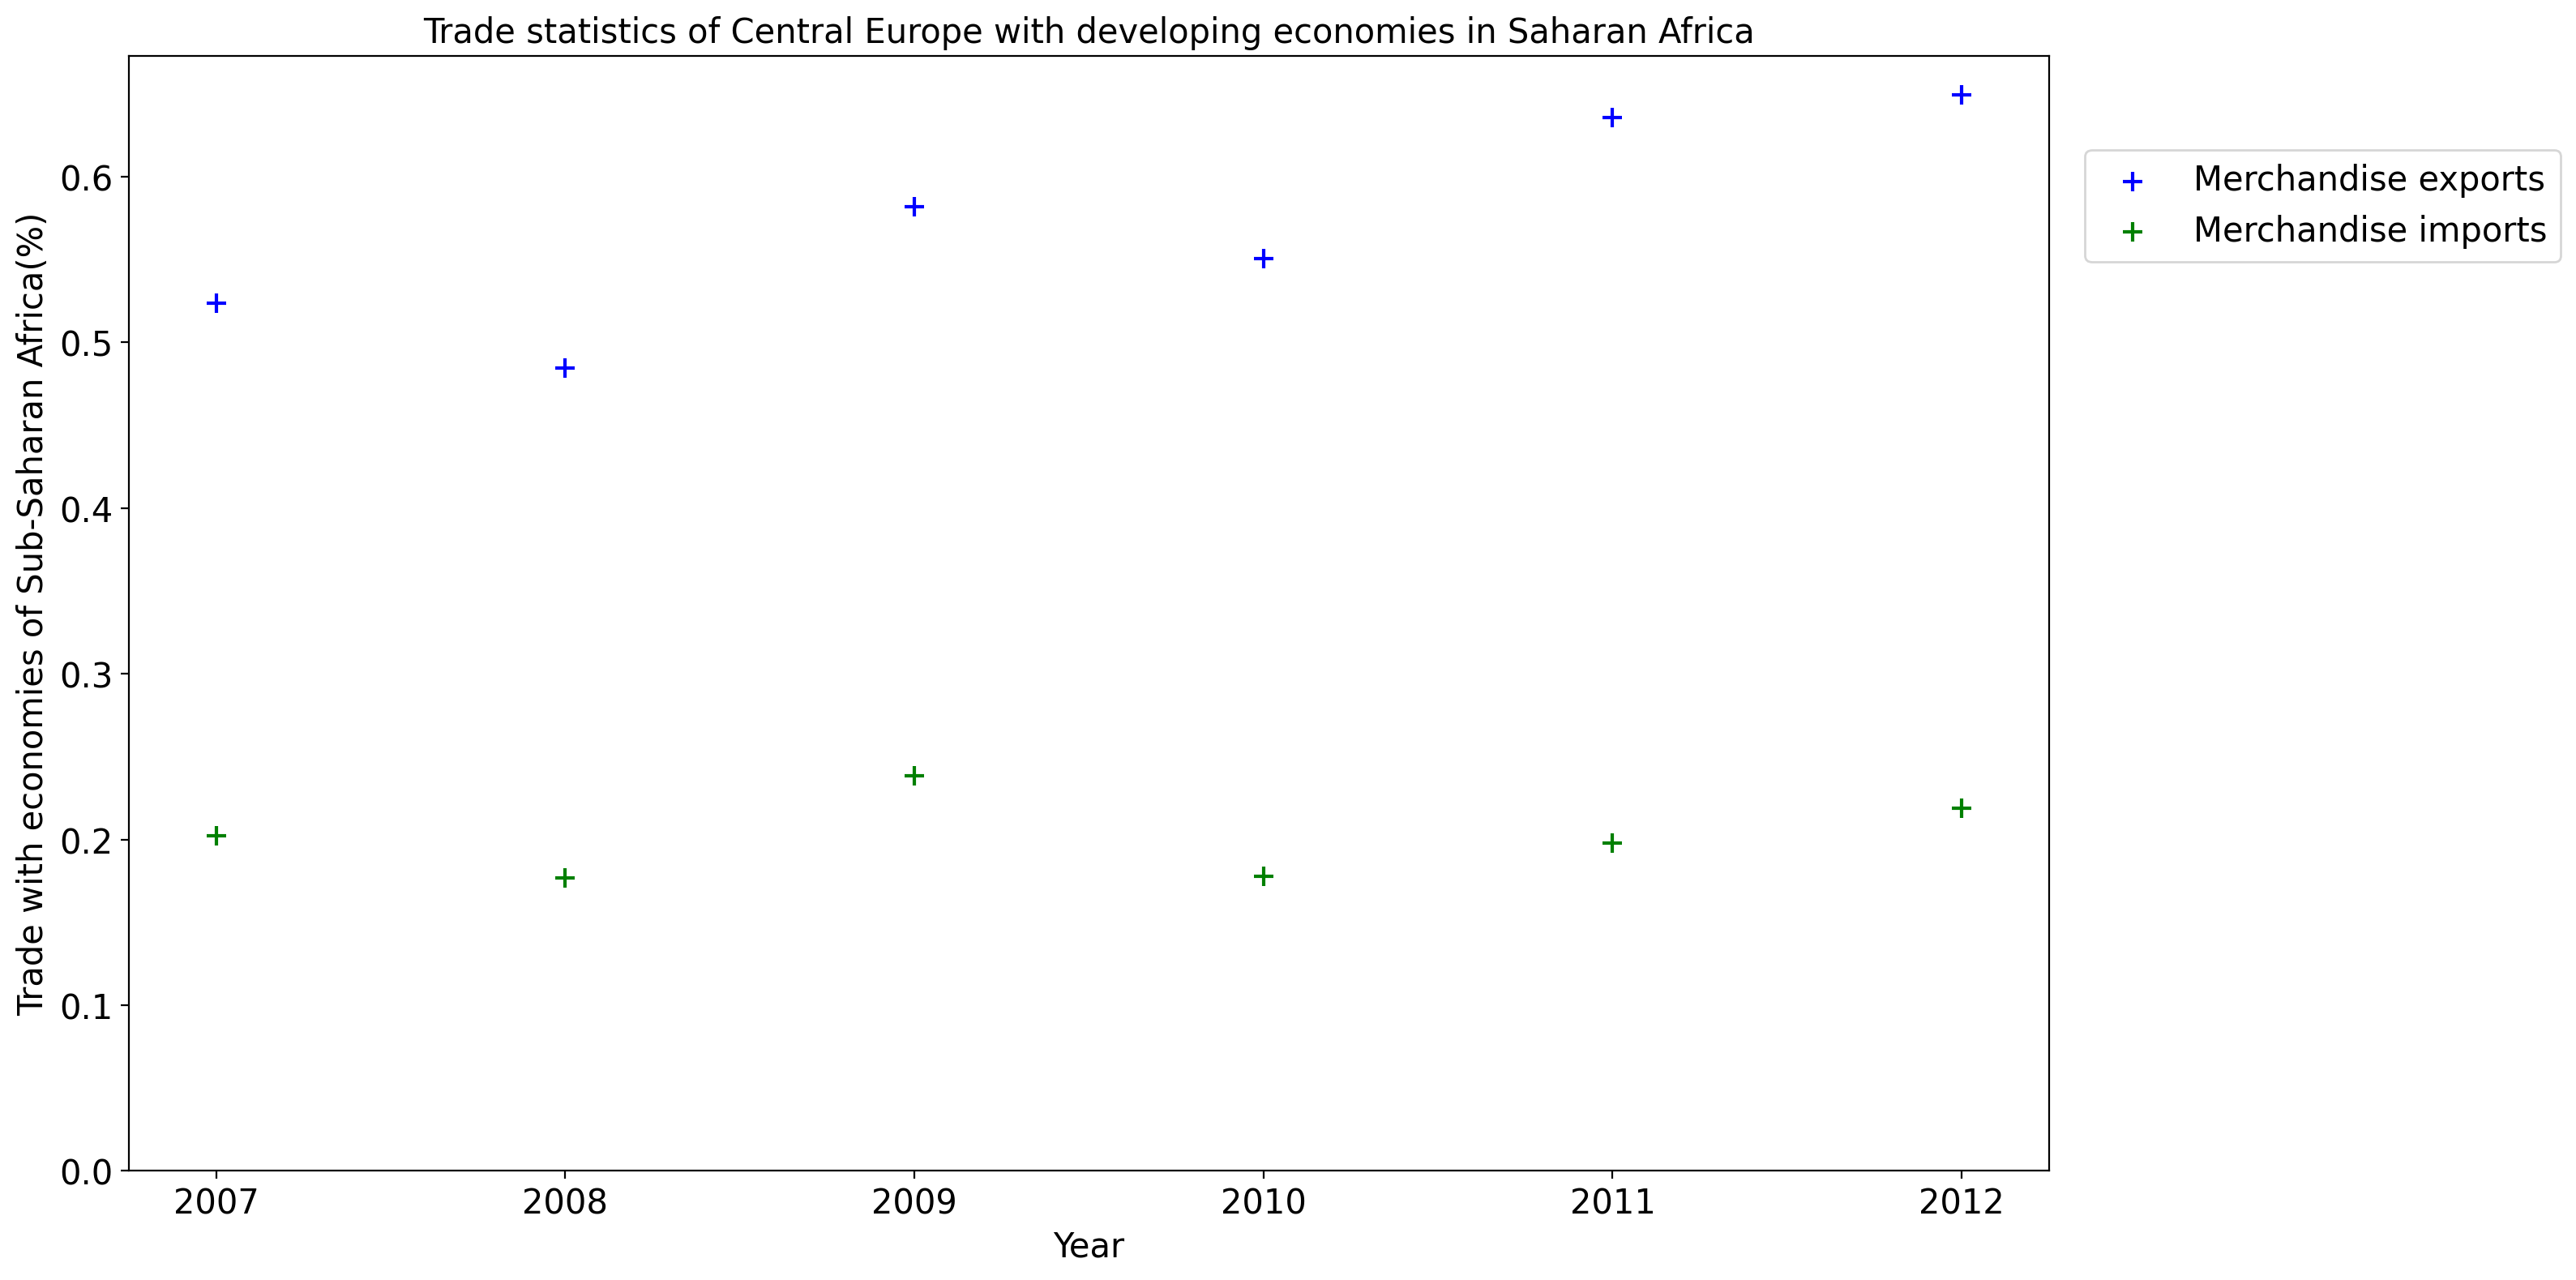 Trade statistics of Central Europe with developing economies in Saharan Africa
Trade with economies of Sub-Saharan Africa(%)
0.6
0.5
0.4
0.3
0.2
0.1
0.0
2007 2008 2009 2010 2011 2012
Year
Merchandise exports
Merchandise imports